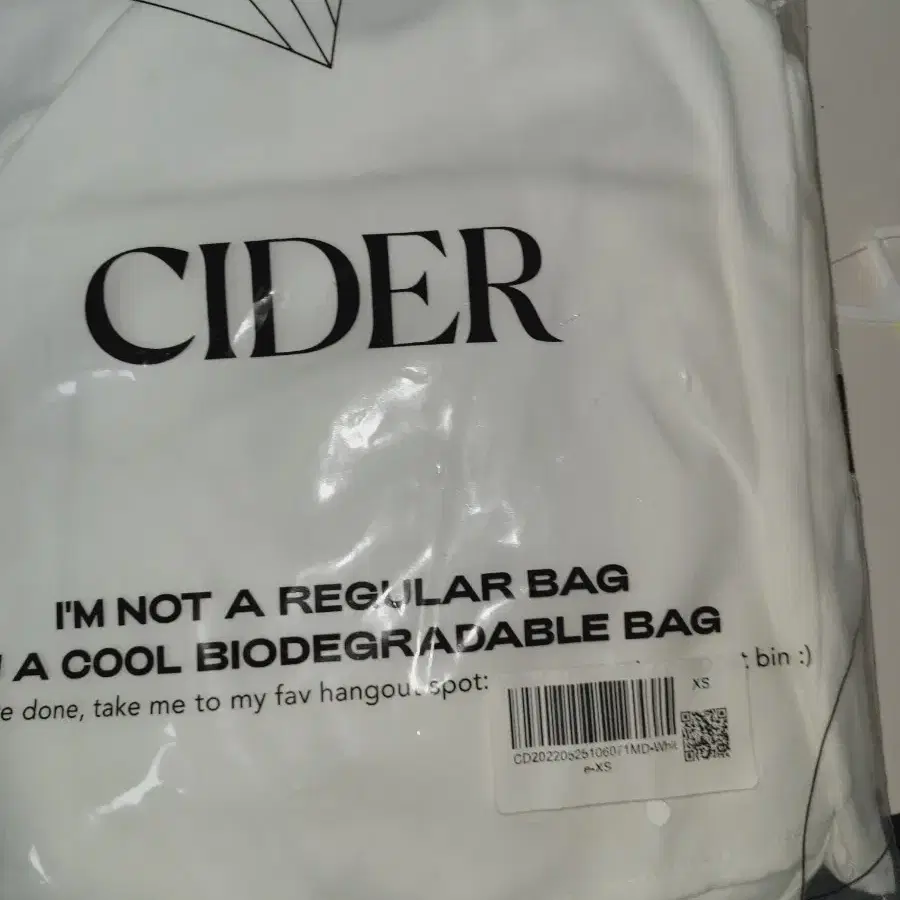 CIDER
I'M NOT A REGULAR BAG
A COOL BIODEGRADABLE BAG
e done, take me to my fav hangout spot: t bin :)
XS
CD20220525106071MD-Whit
e-XS